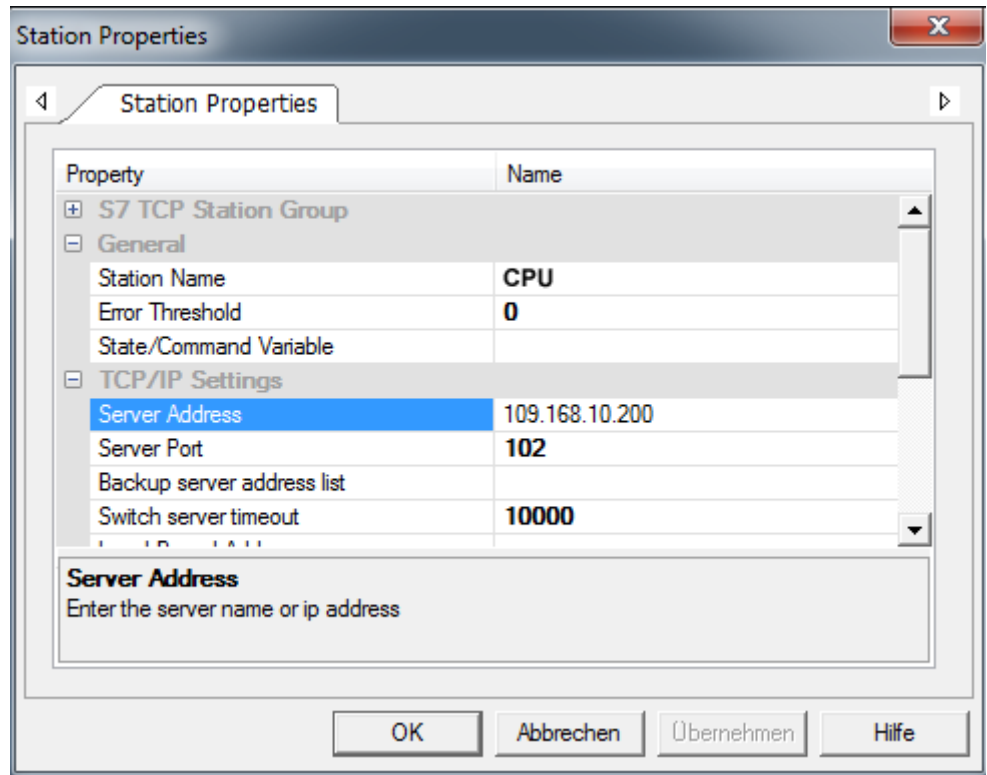 Station Properties
Station Properties
Property Name
S7 TCP Station Group
General
Station Name CPU
Error Threshold 0
State/Command Variable
TCP/IP Settings
Server Address 109.168.10.200
Server Port 102
Backup server address list
Switch server timeout 10000
Server Address
Enter the server name or ip address
OK Abbrechen Übernehmen Hilfe